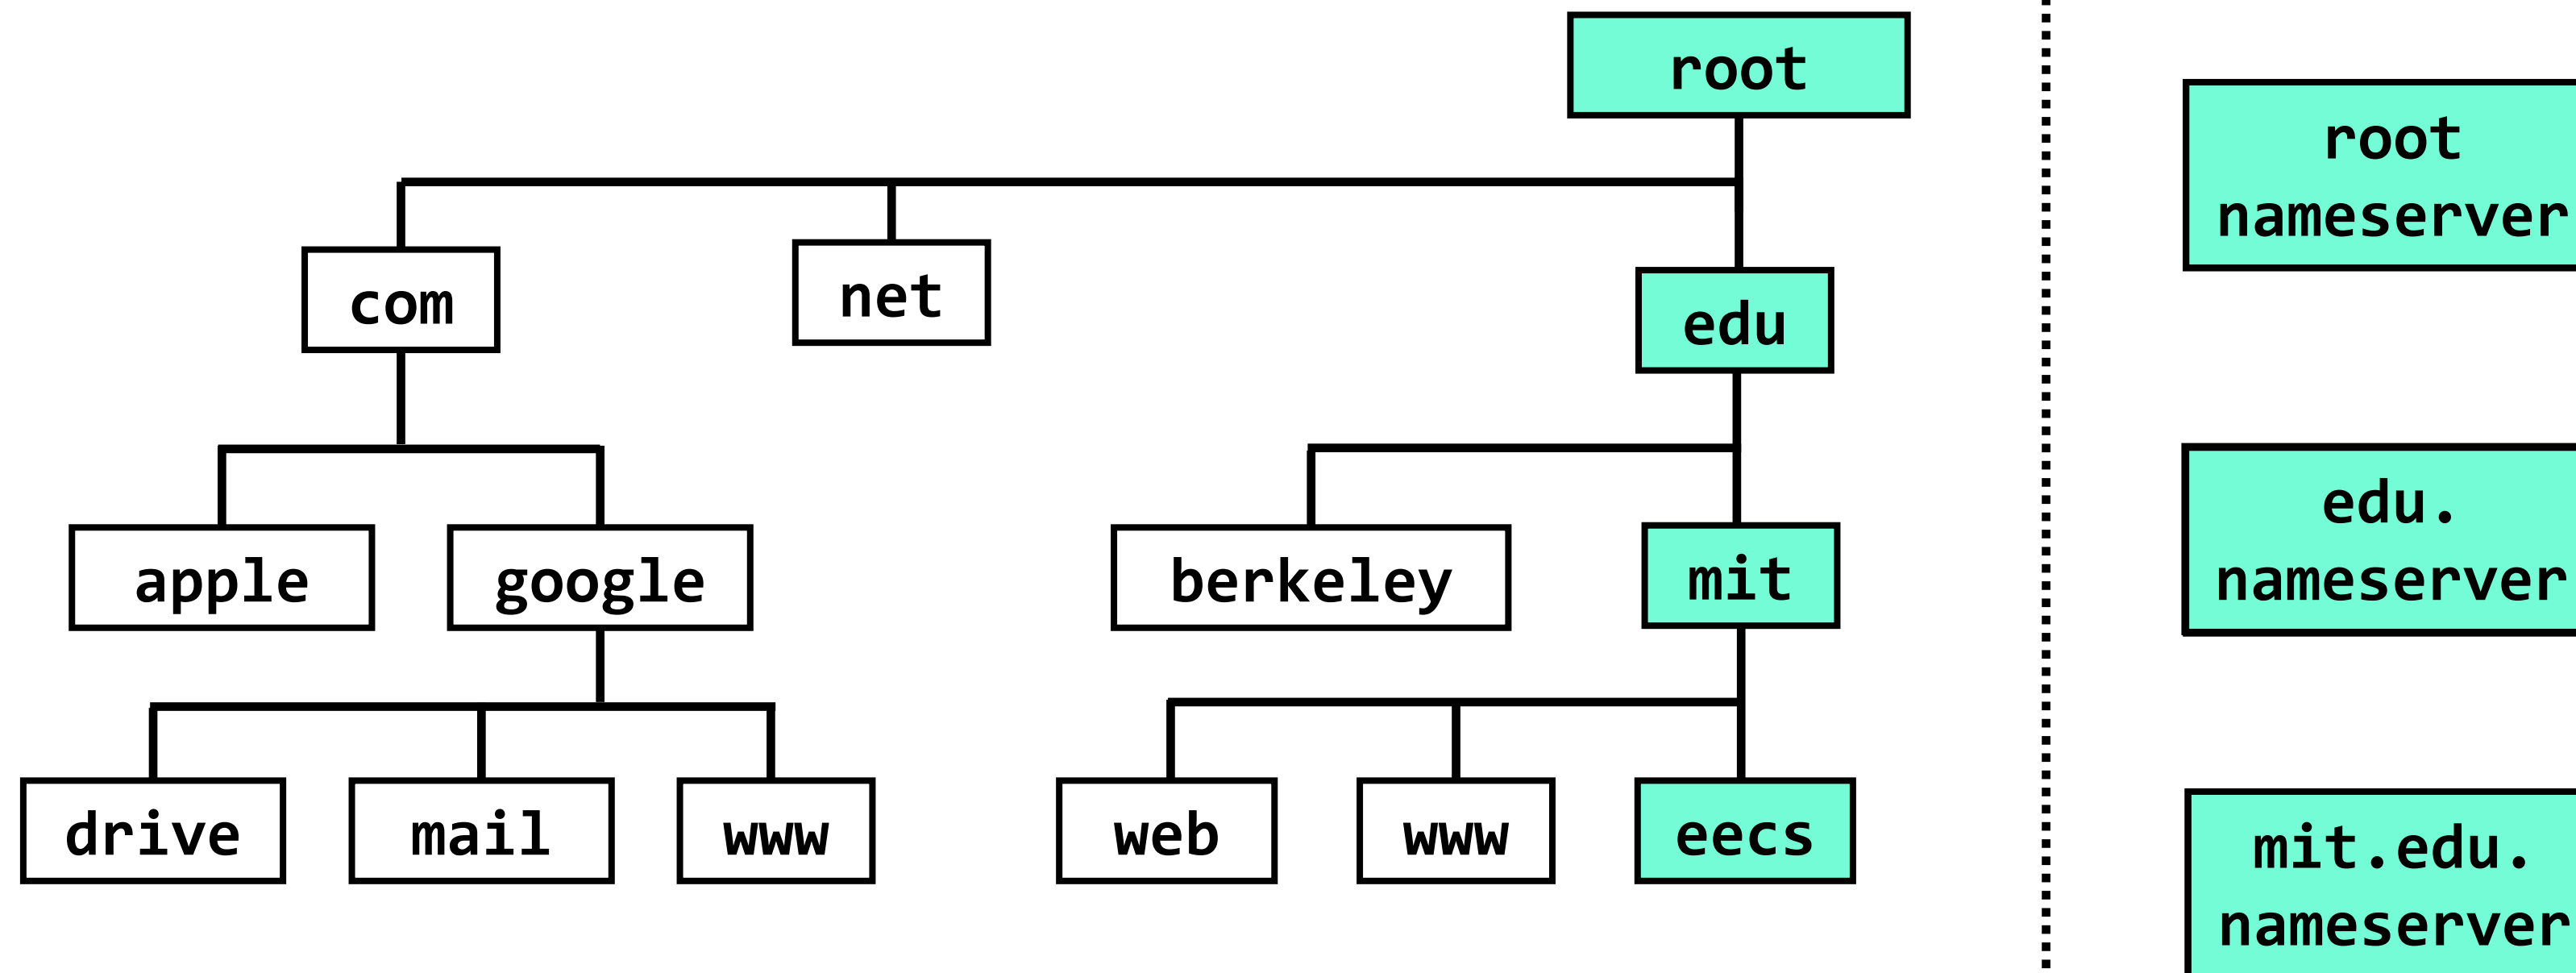 root
com
net
edu
apple
google
berkeley
mit
drive
mail
www
web
www
eecs
root
nameserver
edu.
nameserver
mit.edu.
nameserver